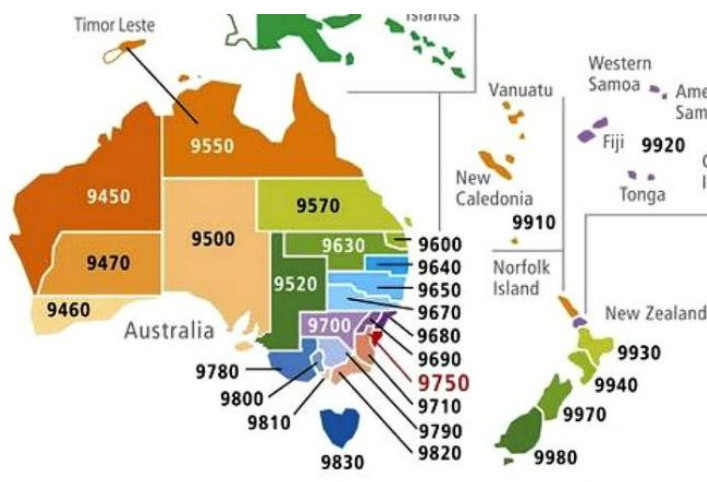 Timor Leste
Islands
Western
Samoa
Ame
Sam
Vanuatu
Fiji
9920
Tonga
New
Caledonia
9910
Norfolk
Island
New Zealand
9550
9450
9570
9500
9470
9460
9630
9600
9640
9520
9650
9670
9700
9680
9690
9750
9710
9790
9820
Australia
9780
9800
9810
9830
9930
9940
9970
9980